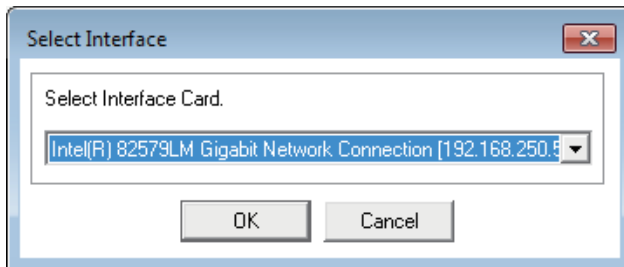 Select Interface
Select Interface Card.
Intel(R) 82579LM Gigabit Network Connection [192.168.250.5
OK
Cancel